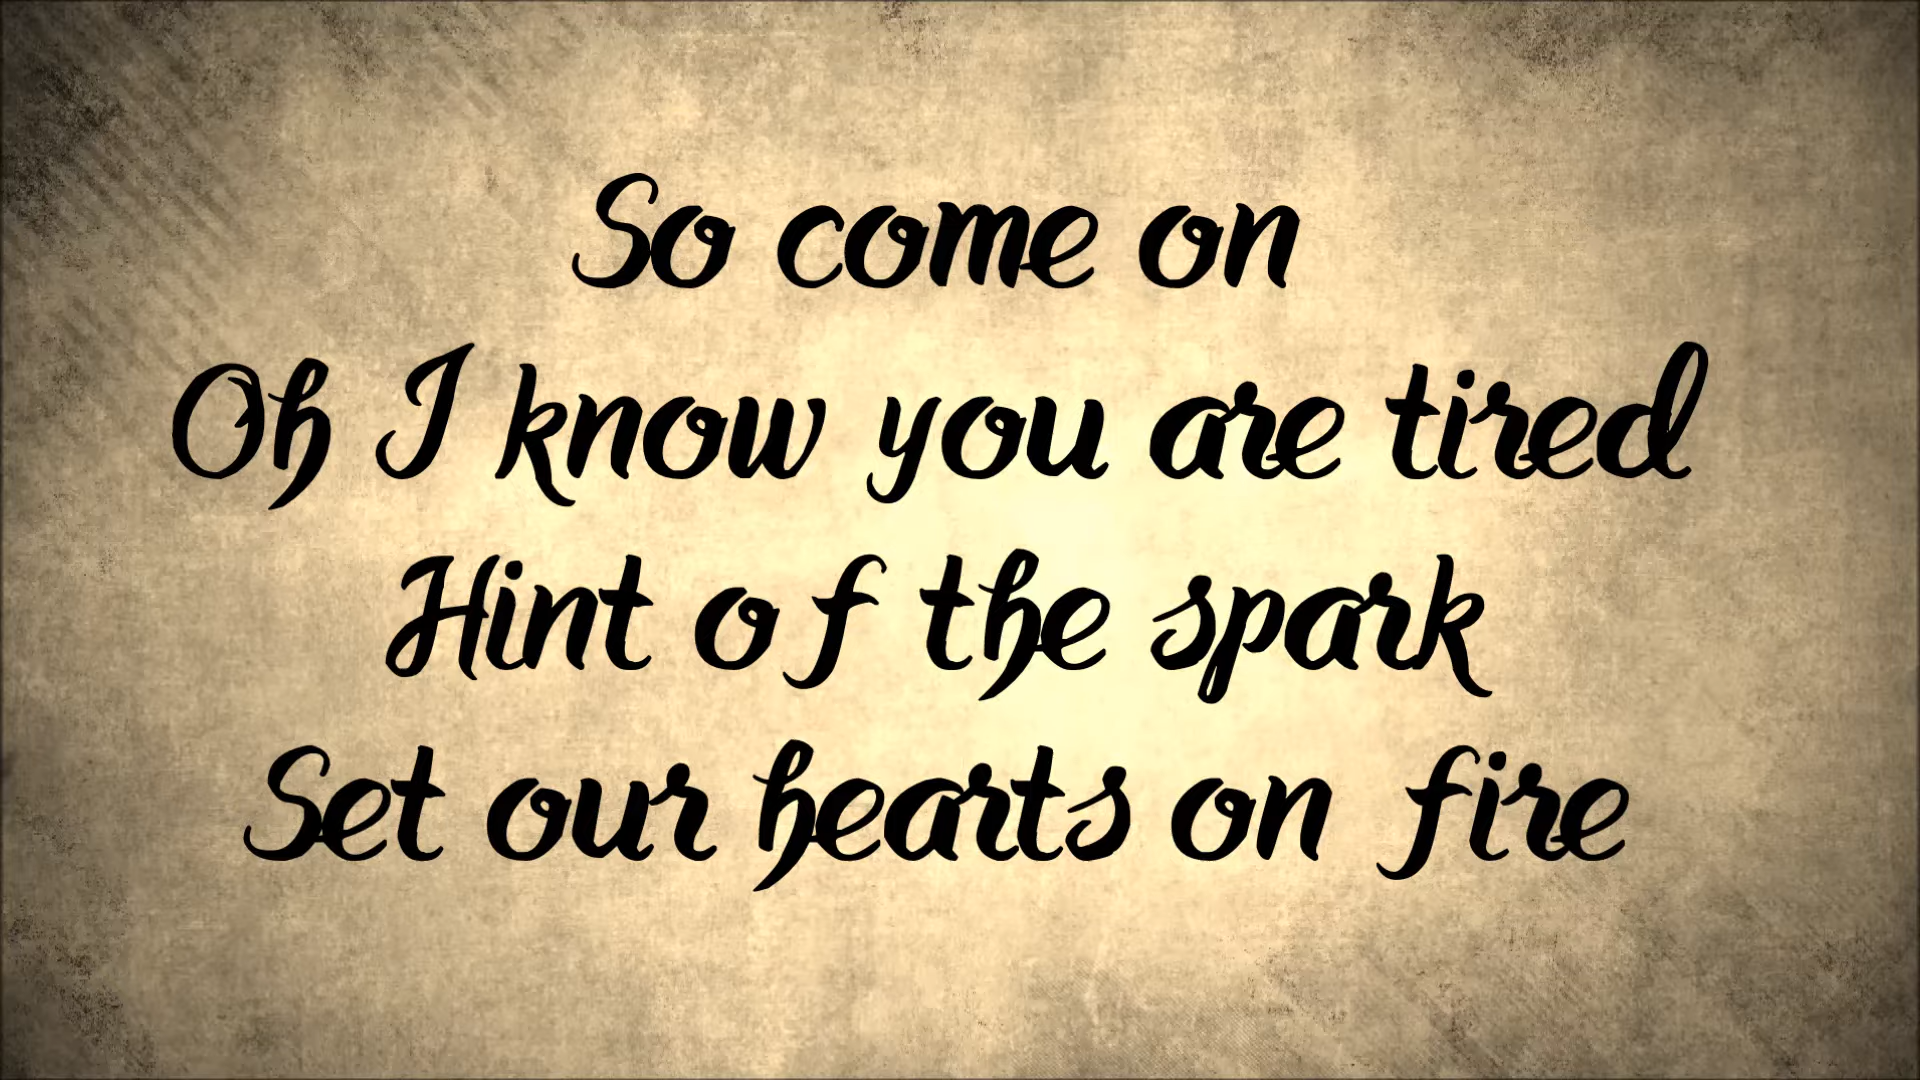 So come on
Oh I know you are tired
Hint of the spark
Set our hearts on fire